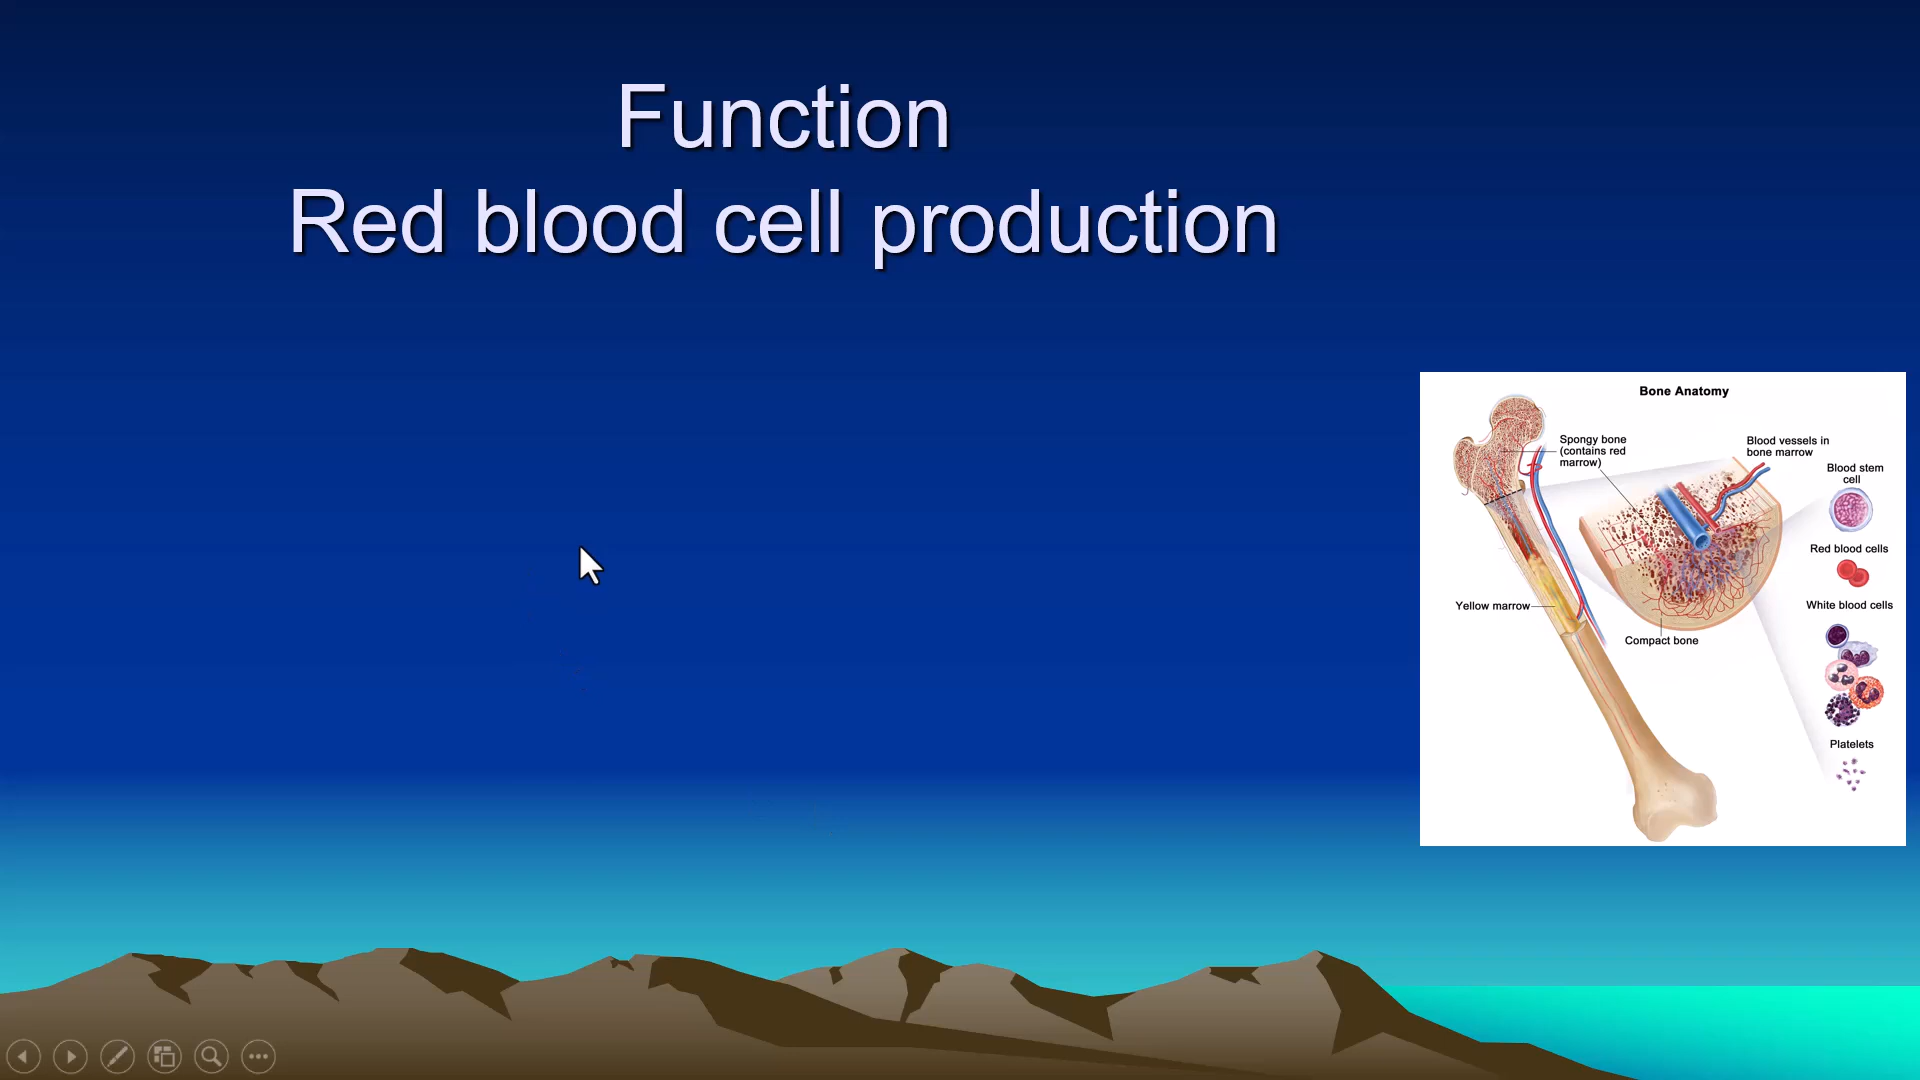 Function
Red blood cell production
Bone Anatomy
Spongy bone
(contains red
marrow)
Blood vessels in
bone marrow
Blood stem
cell
Red blood cells
White blood cells
Yellow marrow
Compact bone
Platelets